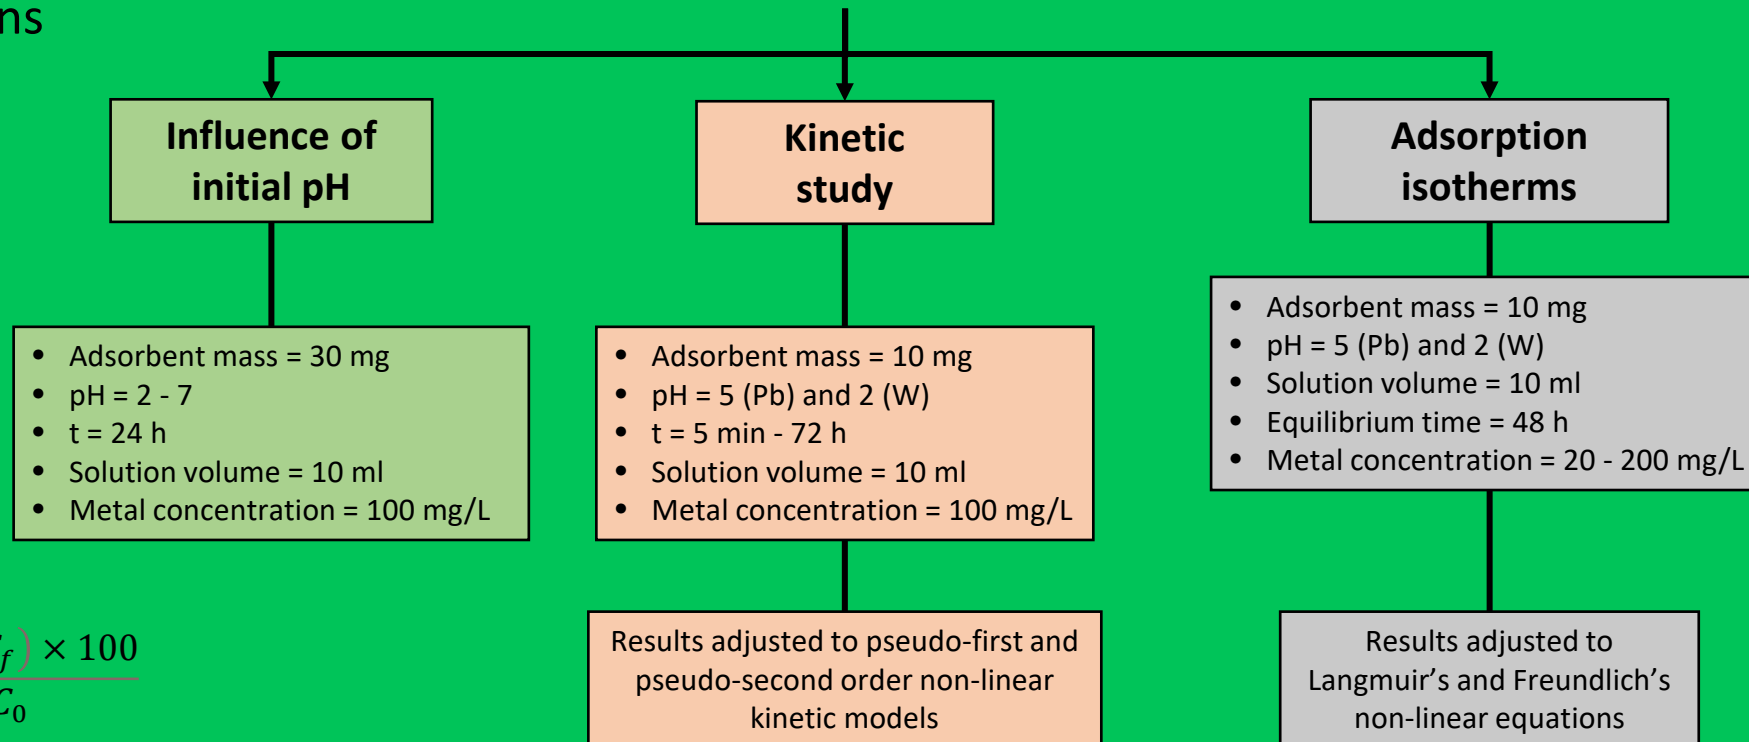 ns
Influence of
initial pH
• Adsorbent mass = 30 mg
• pH = 2 - 7
• t = 24 h
• Solution volume = 10 ml
• Metal concentration = 100 mg/L
Kinetic
study
• Adsorbent mass = 10 mg
• pH = 5 (Pb) and 2 (W)
• t = 5 min - 72 h
• Solution volume = 10 ml
• Metal concentration = 100 mg/L
Results adjusted to pseudo-first and
pseudo-second order non-linear
kinetic models
Adsorption
isotherms
• Adsorbent mass = 10 mg
• pH = 5 (Pb) and 2 (W)
• Solution volume = 10 ml
• Equilibrium time = 48 h
• Metal concentration = 20 - 200 mg/L
Results adjusted to
Langmuir’s and Freundlich’s
non-linear equations
f) × 100
C0